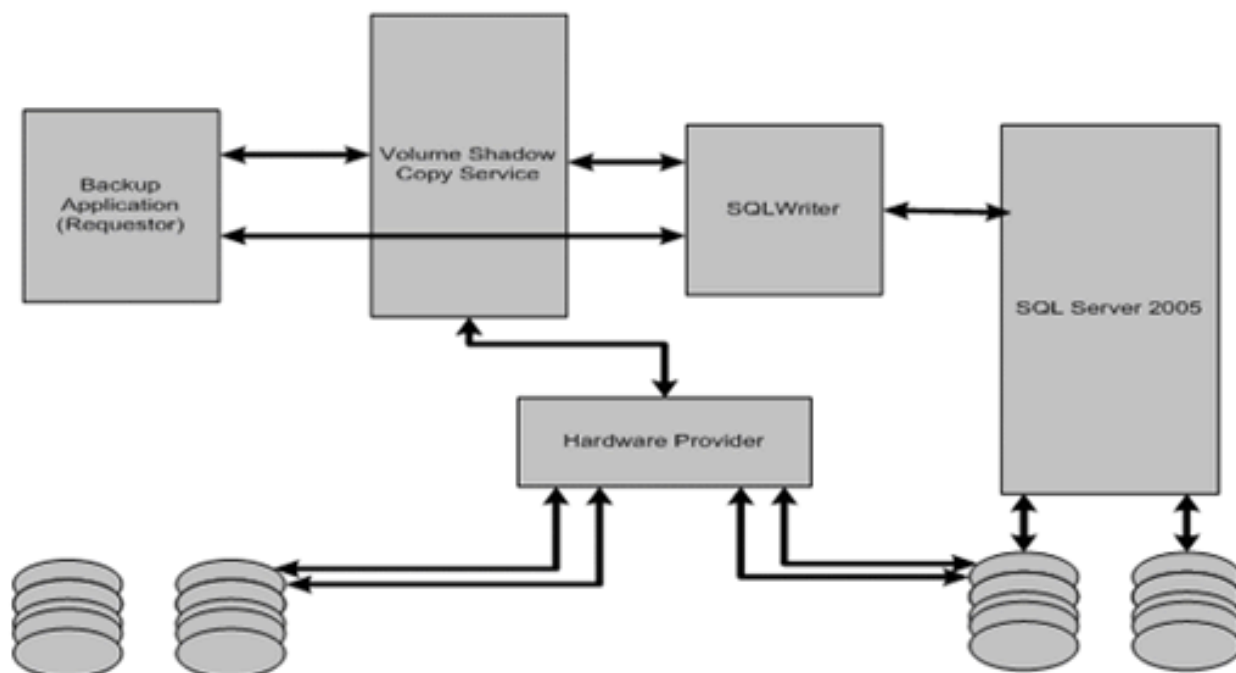 Backup
Application
(Requestor)
Volume Shadow
Copy Service
SQLWriter
SQL Server 2005
Hardware Provider